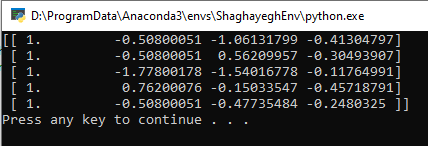 D:\ProgramData\Anaconda3\envs\ShaghayeghEnv\python.exe
[[ 1.         -0.50800051 -1.06131799 -0.41304797]
 [ 1.         -0.50800051  0.56209957 -0.30493907]
 [ 1.         -1.77800178 -1.54016778 -0.11764991]
 [ 1.          0.76200076 -0.15033547 -0.45718791]
 [ 1.         -0.50800051 -0.47735484 -0.2480325 ]]
Press any key to continue . . .